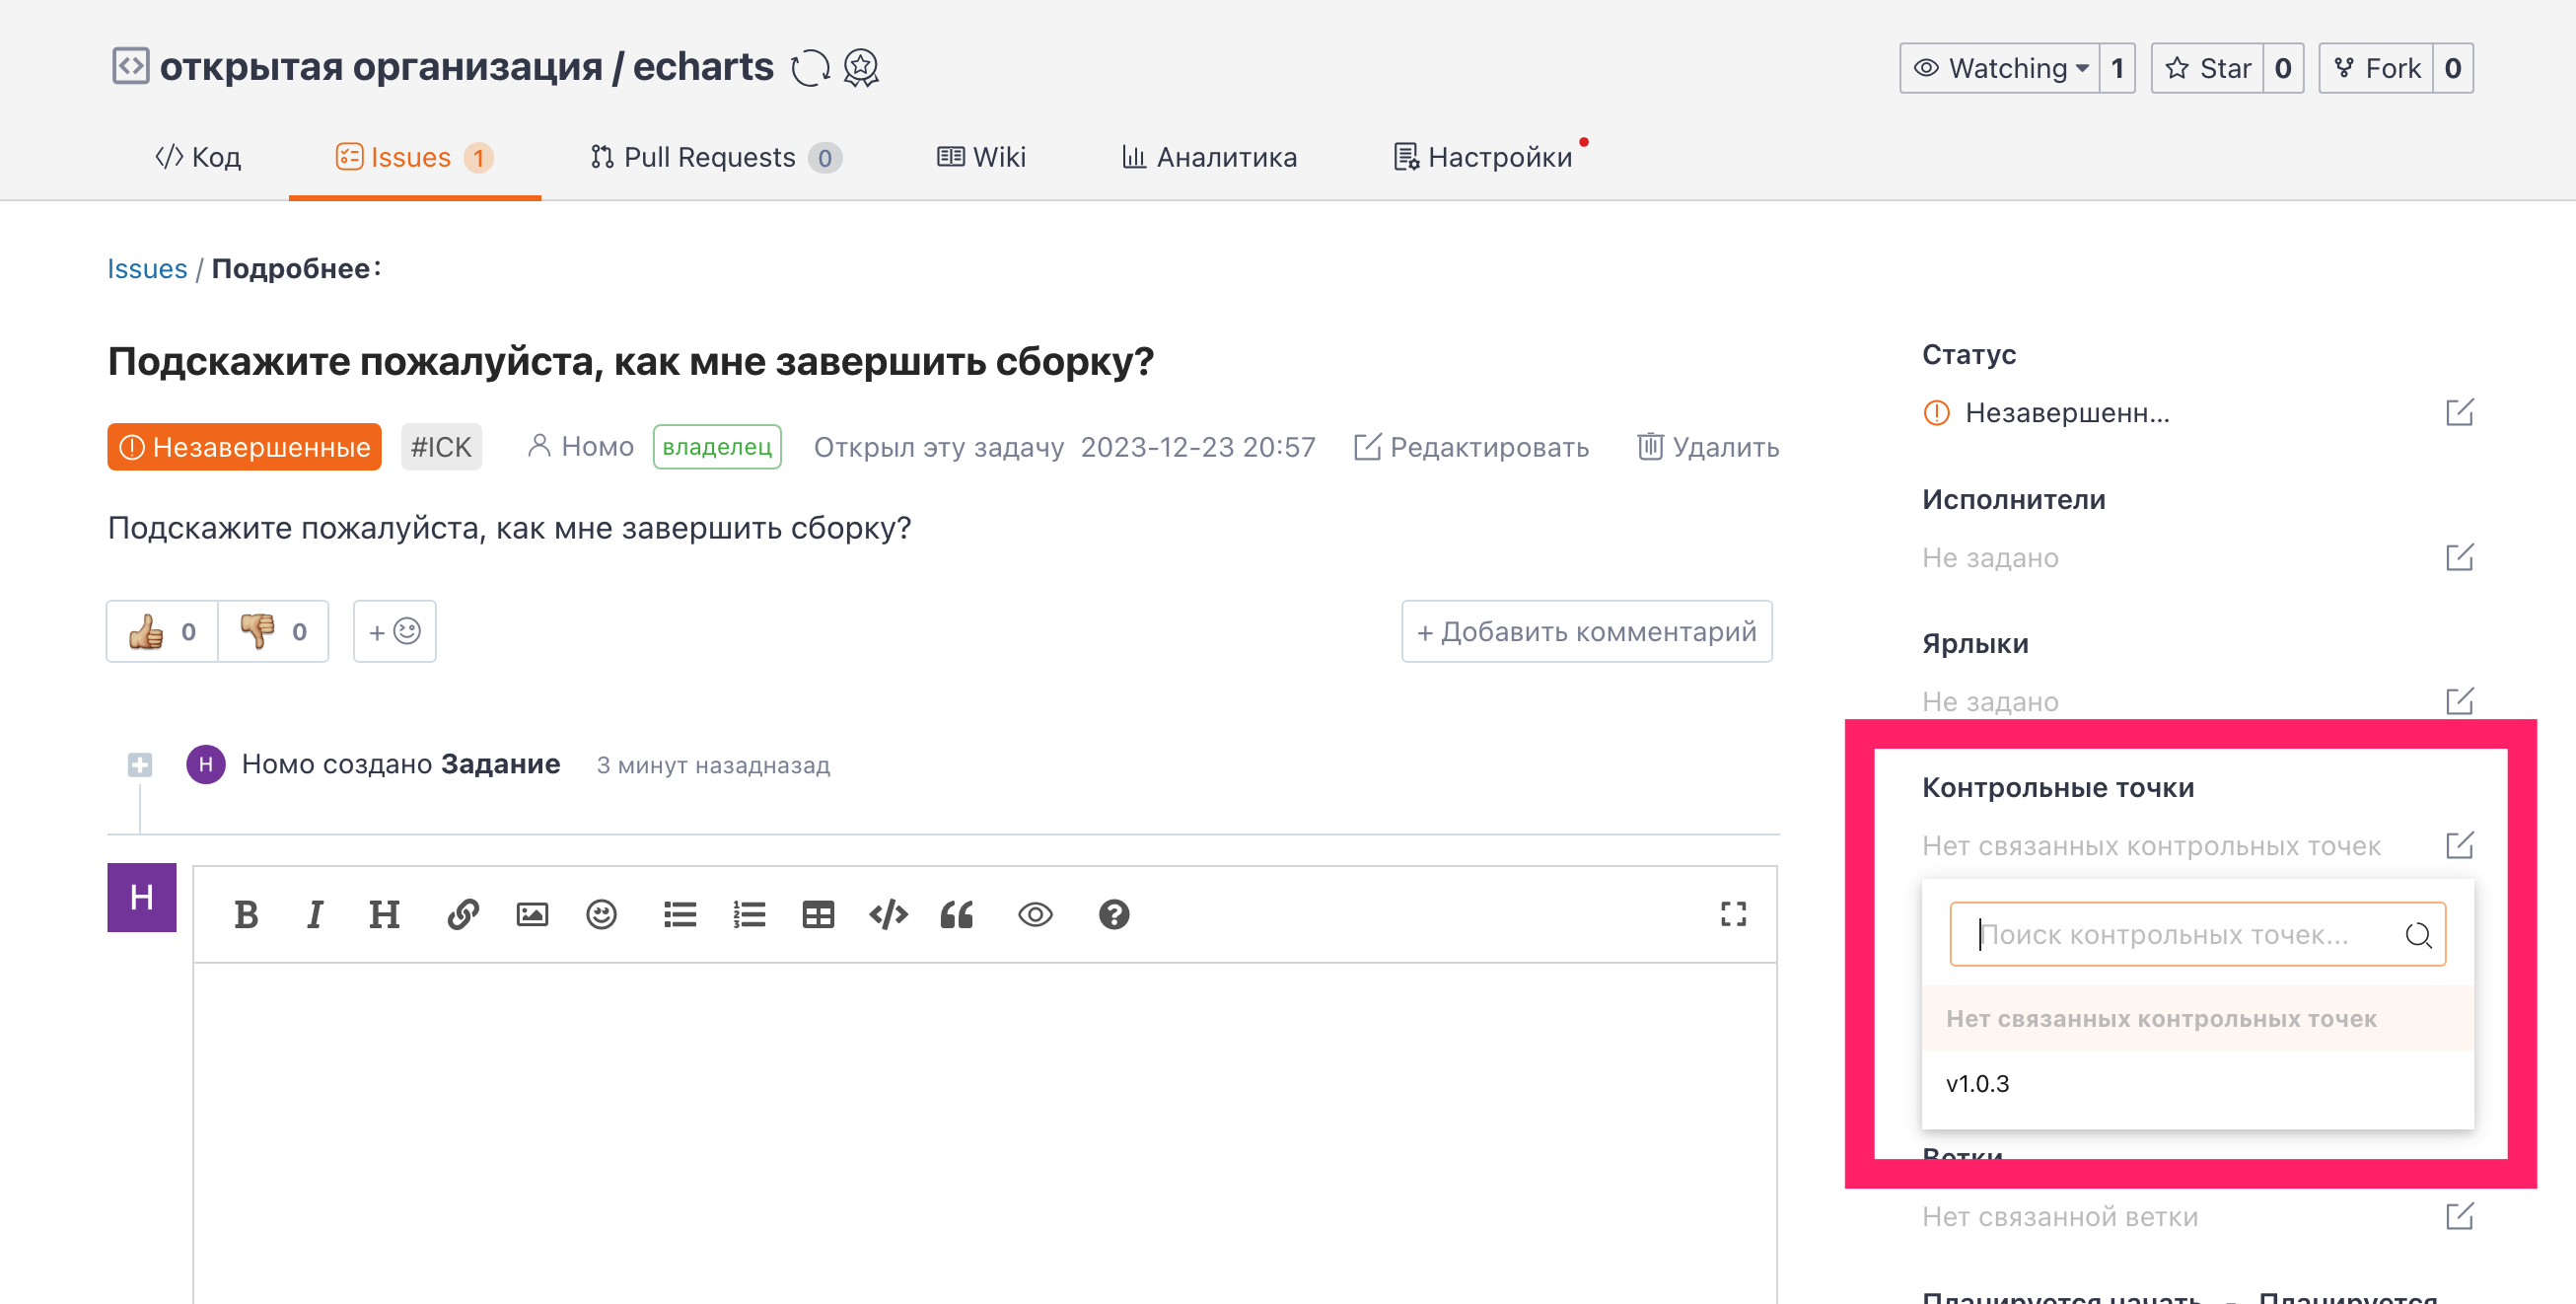 открытая организация / echarts
Watching 1 Star 0 Fork 0
Код Issues 1 Pull Requests 0 Wiki Аналитика Настройки
Issues / Подробнее:
Подскажите пожалуйста, как мне завершить сборку?
Незавершенные #ICK Номо владелец Открыл эту задачу 2023-12-23 20:57 Редактировать Удалить
Подскажите пожалуйста, как мне завершить сборку?
0 0 +
+ Добавить комментарий
H Номо создано Задание 3 минут назадназад
H
B I H
Статус
Незавершенн...
Исполнители
Не задано
Ярлыки
Не задано
Контрольные точки
Нет связанных контрольных точек
Поиск контрольных точек...
Нет связанных контрольных точек
v1.0.3
Ветки
Нет связанной ветки
Планируется начать - Планируется